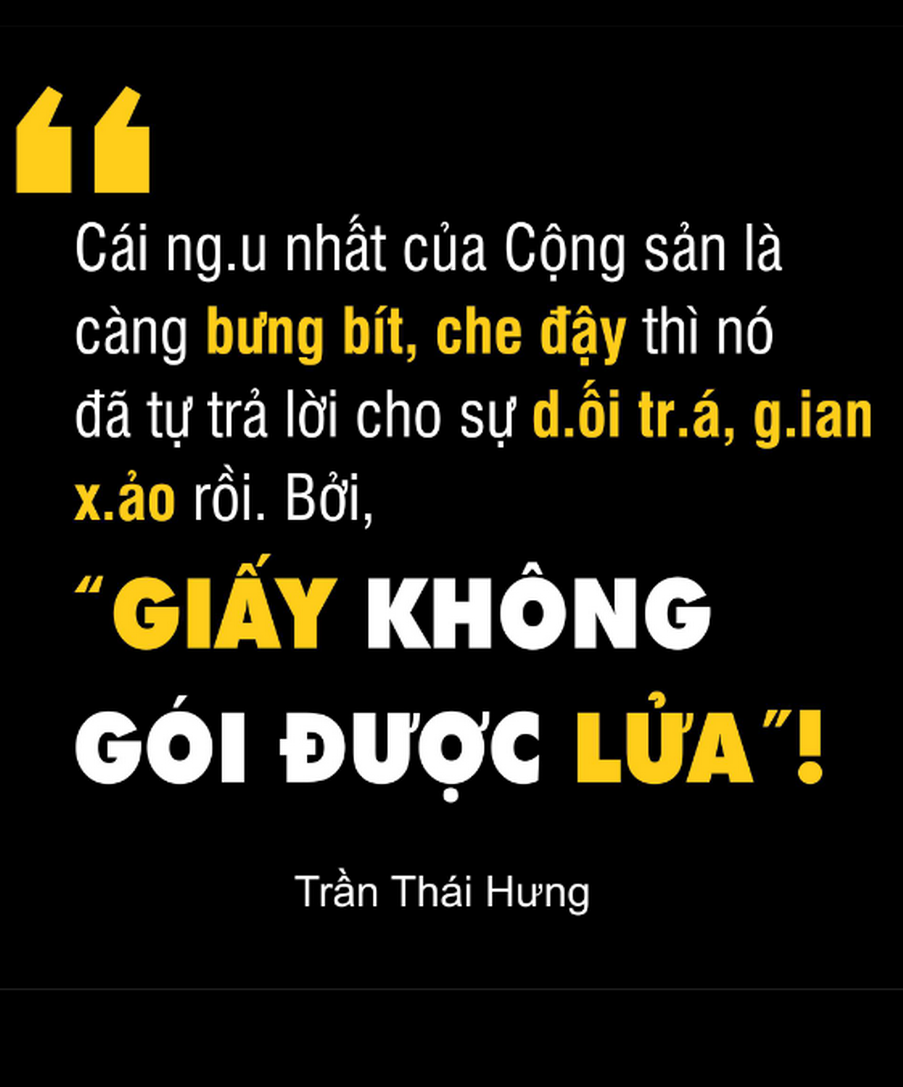 “
Cái ng.u nhất của Cộng sản là
càng bưng bít, che đậy thì nó
đã tự trả lời cho sự d.ối tr.á, g.ian
x.ảo rồi. Bởi,
“GIẤY KHÔNG
GÓI ĐƯỢC LỬA”!
Trần Thái Hưng